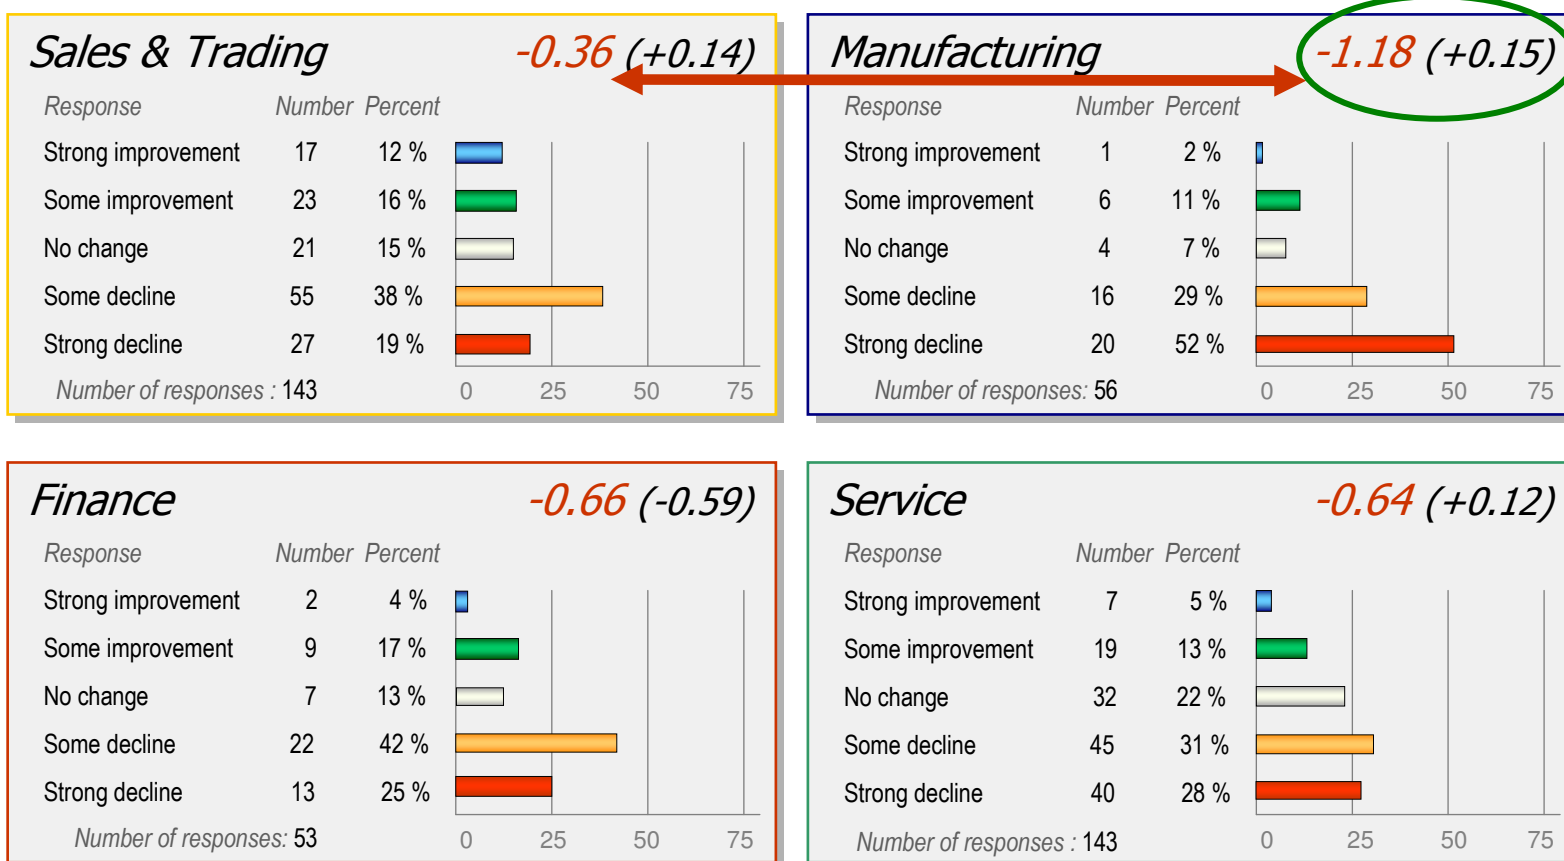 Sales & Trading -0.36 (+0.14)
Response Number Percent
Strong improvement 17 12 %
Some improvement 23 16 %
No change 21 15 %
Some decline 55 38 %
Strong decline 27 19 %
Number of responses : 143 0 25 50 75
Manufacturing -1.18 (+0.15)
Response Number Percent
Strong improvement 1 2 %
Some improvement 6 11 %
No change 4 7 %
Some decline 16 29 %
Strong decline 20 52 %
Number of responses: 56 0 25 50 75
Finance -0.66 (-0.59)
Response Number Percent
Strong improvement 2 4 %
Some improvement 9 17 %
No change 7 13 %
Some decline 22 42 %
Strong decline 13 25 %
Number of responses: 53 0 25 50 75
Service -0.64 (+0.12)
Response Number Percent
Strong improvement 7 5 %
Some improvement 19 13 %
No change 32 22 %
Some decline 45 31 %
Strong decline 40 28 %
Number of responses : 143 0 25 50 75